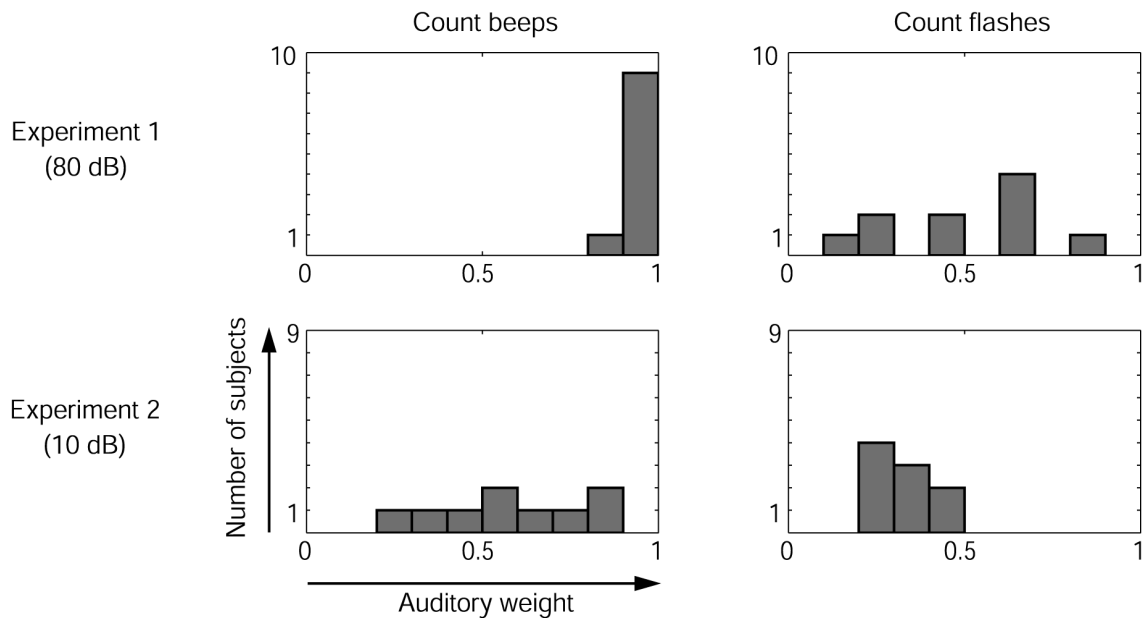 Count beeps
Count flashes
Experiment 1
(80 dB)
10
1
0
0.5
1
10
1
0
0.5
1
Experiment 2
(10 dB)
Number of subjects
9
1
0
0.5
1
Auditory weight
9
1
0
0.5
1